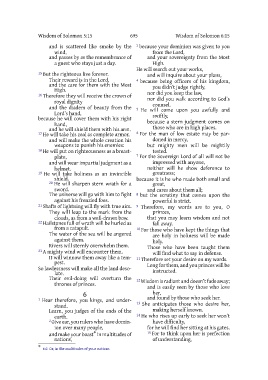 Wisdom of Solomon 5:15 695 Wisdom of Solomon 6:15
and is scattered like smoke by the
wind,
and passes by as the remembrance of
a guest who stays just a day.
15 But the righteous live forever.
Their reward is in the Lord,
and the care for them with the Most
High.
16 Therefore they will receive the crown of
royal dignity
and the diadem of beauty from the
Lord's hand,
because he will cover them with his right
hand,
and he will shield them with his arm.
17 He will take his zeal as complete armor,
and will make the whole creation his
weapons to punish his enemies:
18 He will put on righteousness as a breast-
plate,
and will wear impartial judgment as a
helmet.
19 He will take holiness as an invincible
shield.
20 He will sharpen stern wrath for a
sword.
The universe will go with him to fight
against his frenzied foes.
21 Shafts of lightning will fly with true aim.
They will leap to the mark from the
clouds, as from a well-drawn bow.
22 Hailstones full of wrath will be hurled as
from a catapult.
The water of the sea will be angered
against them.
Rivers will sternly overwhelm them.
23 A mighty wind will encounter them.
It will winnow them away like a tem-
pest.
So lawlessness will make all the land deso-
late.
Their evil-doing will overturn the
thrones of princes.
6
1 Hear therefore, you kings, and under-
stand.
Learn, you judges of the ends of the
earth.
2 Give ear, you rulers who have domin-
ion over many people,
and make your boast in multitudes of
nations,
3 because your dominion was given to you
from the Lord,
and your sovereignty from the Most
High.
He will search out your works,
and will inquire about your plans,
4 because being officers of his kingdom,
you didn't judge rightly,
nor did you keep the law,
nor did you walk according to God's
counsel.
5 He will come upon you awfully and
swiftly,
because a stern judgment comes on
those who are in high places.
6 For the man of low estate may be par-
doned in mercy,
but mighty men will be mightily
tested.
7 For the Sovereign Lord of all will not be
impressed with anyone,
neither will he show deference to
greatness;
because it is he who made both small and
great,
and cares about them all;
8 but the scrutiny that comes upon the
powerful is strict.
9 Therefore, my words are to you, O
princes,
that you may learn wisdom and not
fall away.
10 For those who have kept the things that
are holy in holiness will be made
holy.
Those who have been taught them
will find what to say in defense.
11 Therefore set your desire on my words.
Long for them, and you princes will be
instructed.
12 Wisdom is radiant and doesn't fade away;
and is easily seen by those who love
her,
and found by those who seek her.
13 She anticipates those who desire her,
making herself known.
14 He who rises up early to seek her won't
have difficulty,
for he will find her sitting at his gates.
15 For to think upon her is perfection
of understanding,
6:2 Or, in the multitudes of your nations